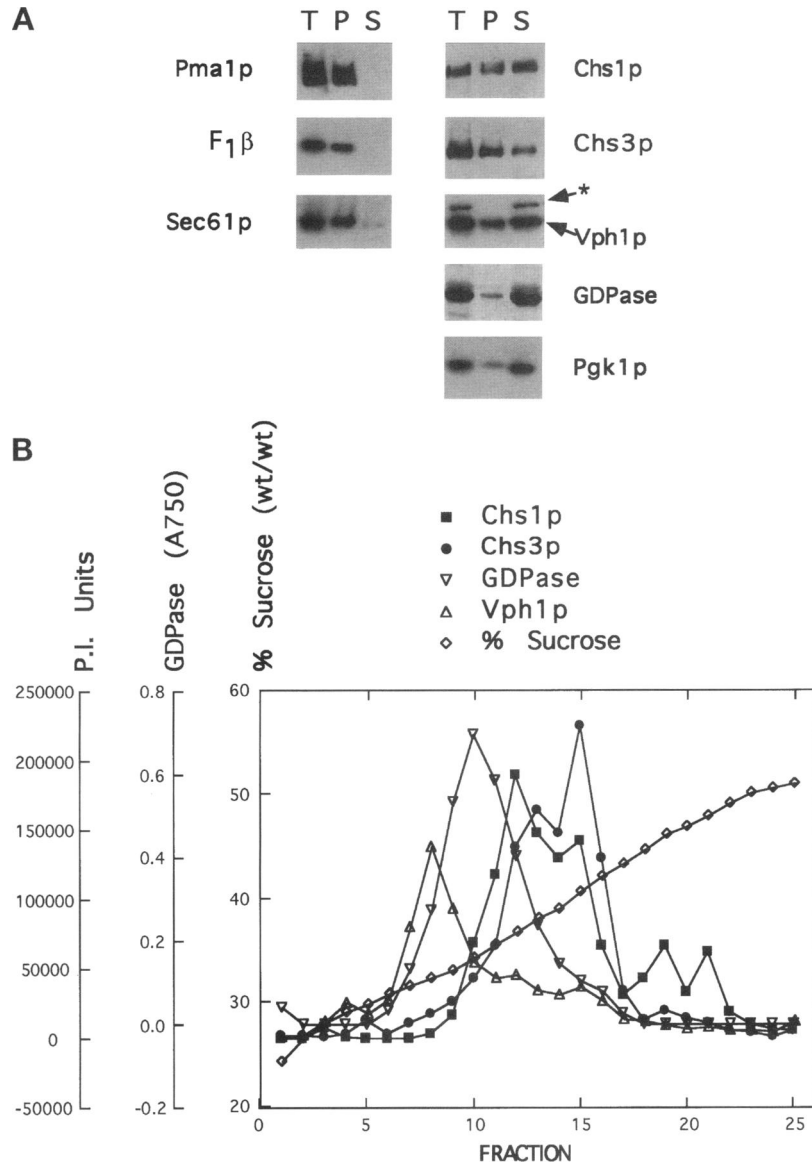 A
T P S
T P S
Pma1p
Chs1p
F1β
Chs3p
*
Sec61p
Vph1p
GDPase
Pgk1p
B
P.I. Units
GDPase (A750)
% Sucrose (wt/wt)
■ Chs1p
● Chs3p
▽ GDPase
△ Vph1p
◇ % Sucrose
250000
200000
150000
100000
50000
0
-50000
0.8
0.6
0.4
0.2
0.0
-0.2
60
50
40
30
20
0 5 10 15 20 25
FRACTION